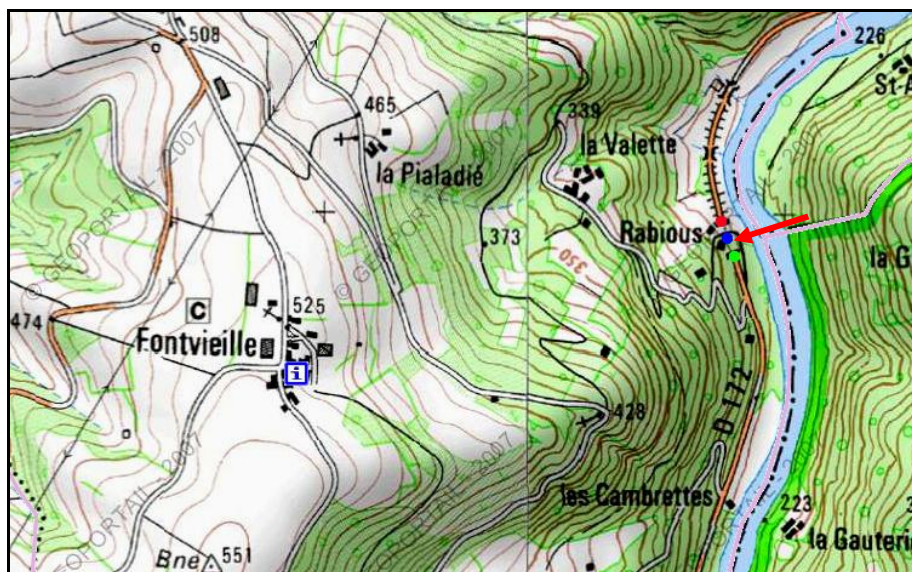 508
226
St-A
465
339
la Valette
la Pialadié
Rabious
373
350
la G
© GEOPORTAIL - 2007
C
525
474
Fontvieille
i
428
D 172
les Cambrettes
223
la Gauterie
Bne 551